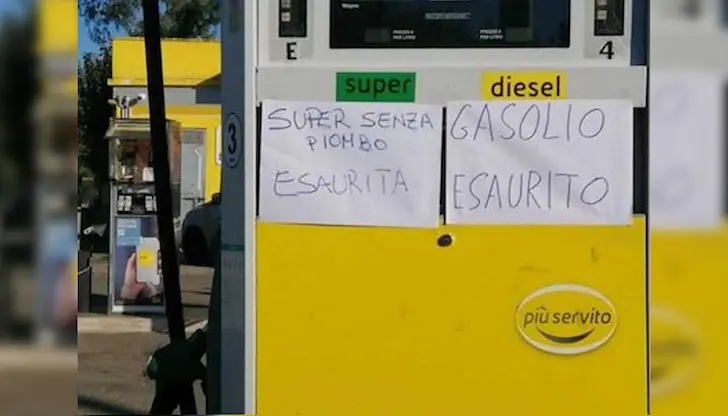 E
4
super
diesel
3
SUPER SENZA
PIOMBO
ESAURITA
GASOLIO
ESAURITO
più servito